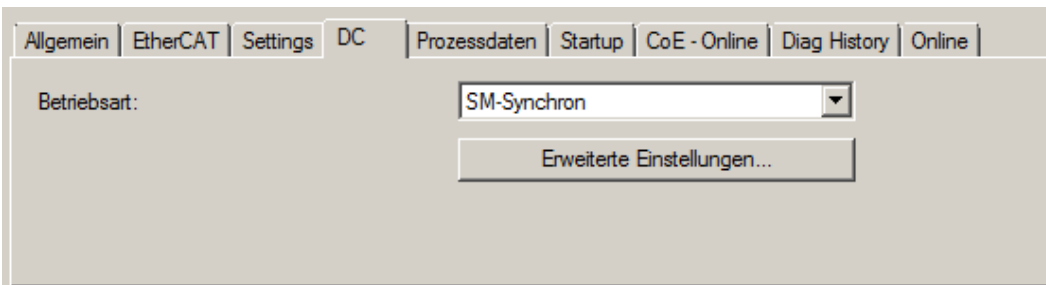 Allgemein EtherCAT Settings DC Prozessdaten Startup CoE - Online Diag History Online
Betriebsart: SM-Synchron
Erweiterte Einstellungen...